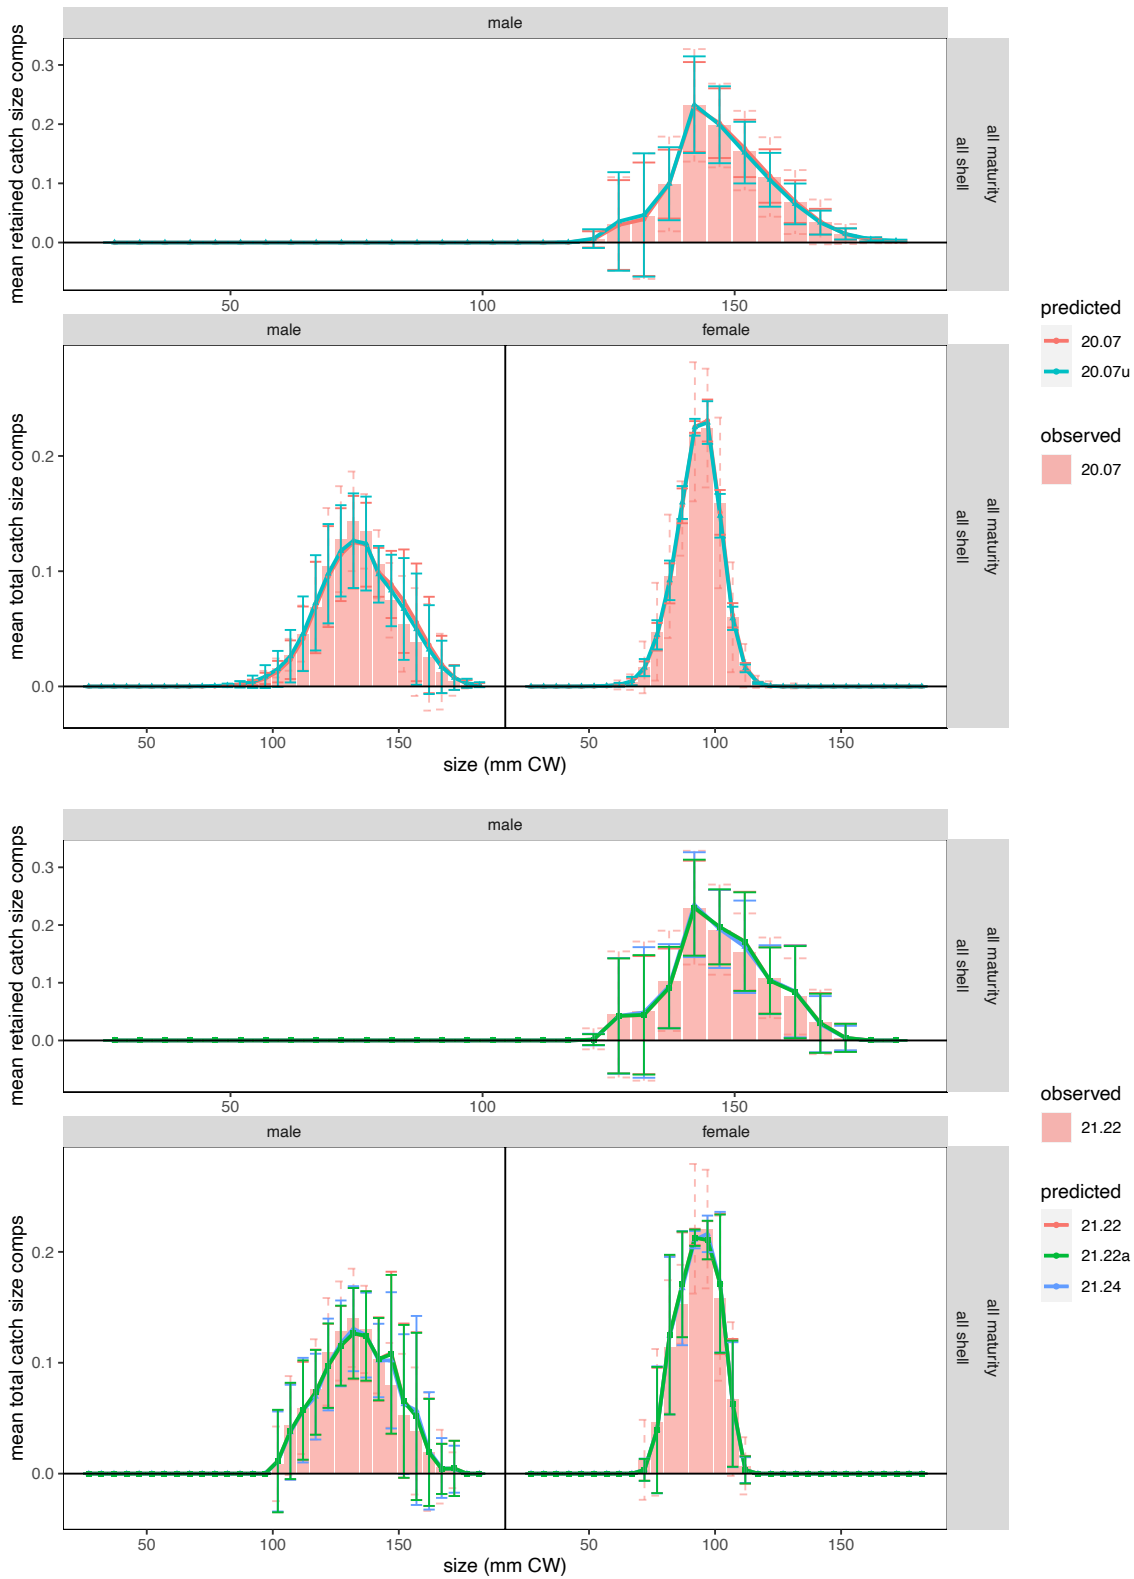 male
mean retained catch size comps
0.3
0.2
0.1
0.0
all maturity
all shell
50
100
150
male
female
mean total catch size comps
0.2
0.1
0.0
all maturity
all shell
50
100
150
50
100
150
size (mm CW)
predicted
20.07
20.07u
observed
20.07
male
mean retained catch size comps
0.3
0.2
0.1
0.0
all maturity
all shell
50
100
150
male
female
mean total catch size comps
0.2
0.1
0.0
all maturity
all shell
50
100
150
50
100
150
size (mm CW)
observed
21.22
predicted
21.22
21.22a
21.24